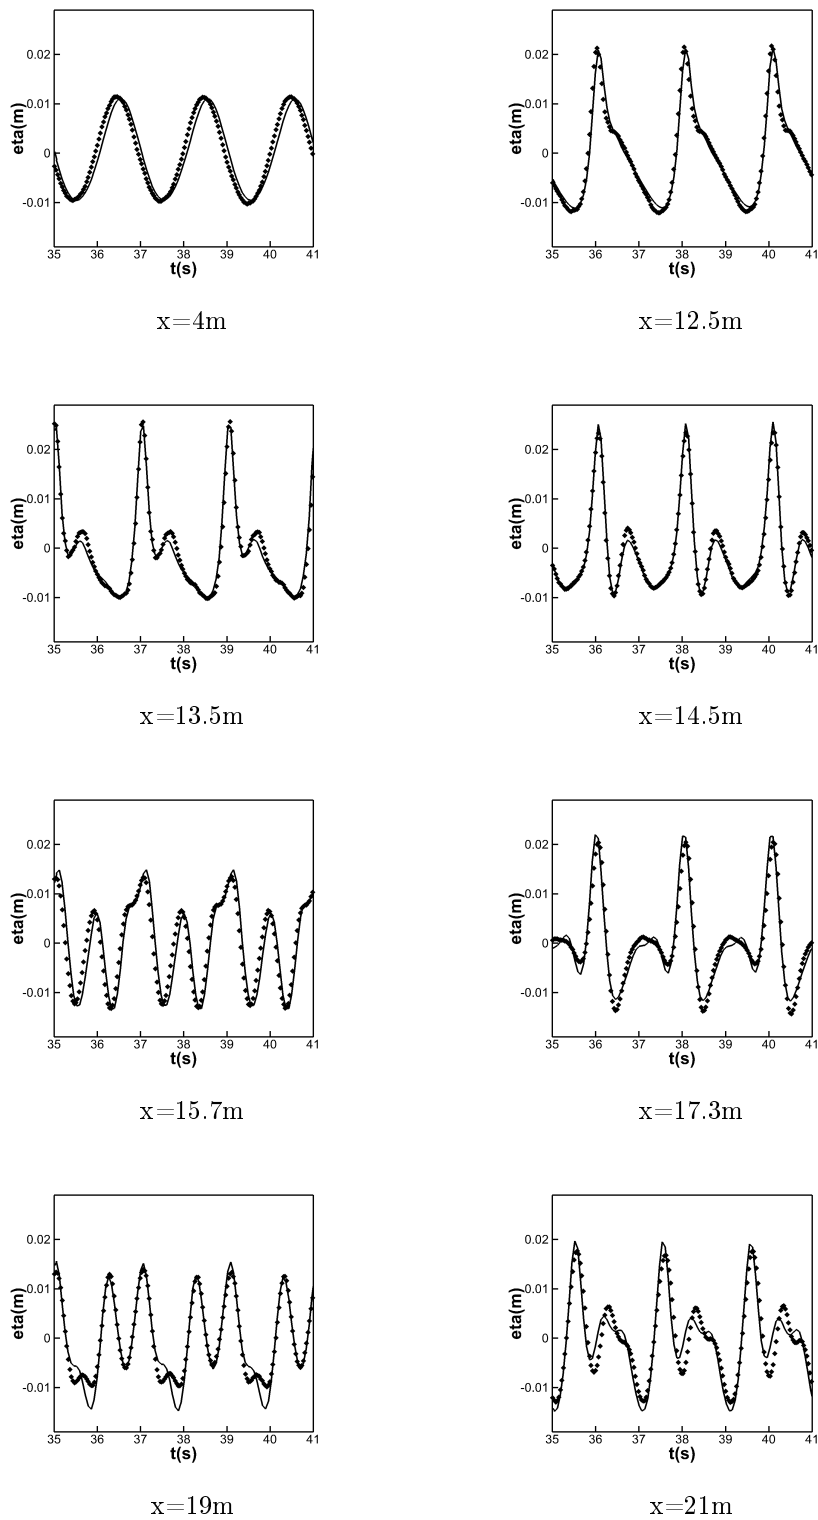 0.02 0.02
0.01 0.01
eta(m) eta(m)
0 0
-0.01 -0.01
35 36 37 38 39 40 41 35 36 37 38 39 40 41
t(s) t(s)
x=4m x=12.5m
0.02 0.02
0.01 0.01
eta(m) eta(m)
0 0
-0.01 -0.01
35 36 37 38 39 40 41 35 36 37 38 39 40 41
t(s) t(s)
x=13.5m x=14.5m
0.02 0.02
0.01 0.01
eta(m) eta(m)
0 0
-0.01 -0.01
35 36 37 38 39 40 41 35 36 37 38 39 40 41
t(s) t(s)
x=15.7m x=17.3m
0.02 0.02
0.01 0.01
eta(m) eta(m)
0 0
-0.01 -0.01
35 36 37 38 39 40 41 35 36 37 38 39 40 41
t(s) t(s)
x=19m x=21m